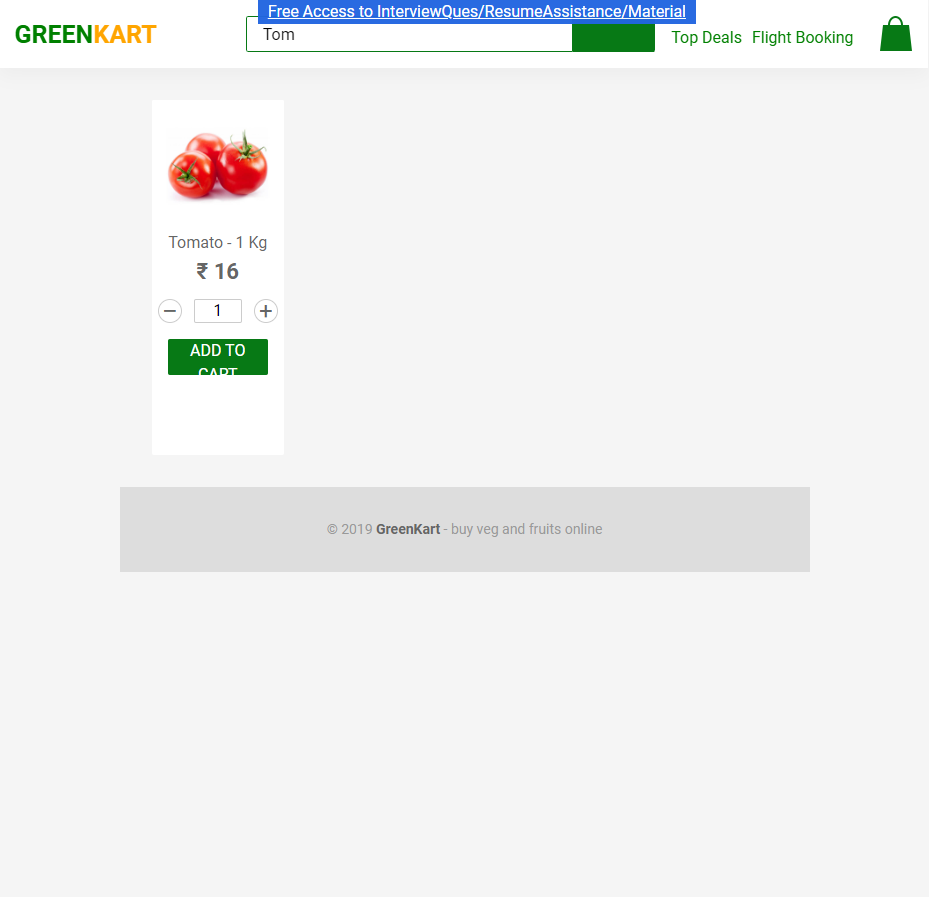 Free Access to InterviewQues/ResumeAssistance/Material
GREENKART
Tom
Top Deals Flight Booking
Tomato - 1 Kg
₹ 16
1
ADD TO
CART
© 2019 GreenKart - buy veg and fruits online